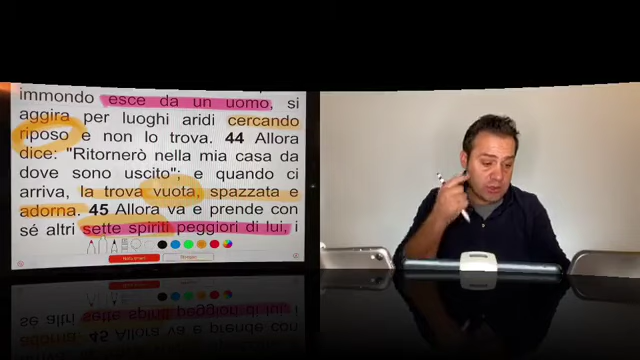 immondo esce da un uomo, si
aggira per luoghi aridi cercando
riposo e non lo trova. 44 Allora
dice: "Ritornerò nella mia casa da
dove sono uscito"; e quando ci
arriva, la trova vuota, spazzata e
adorna. 45 Allora va e prende con
sé altri sette spiriti peggiori di lui, i